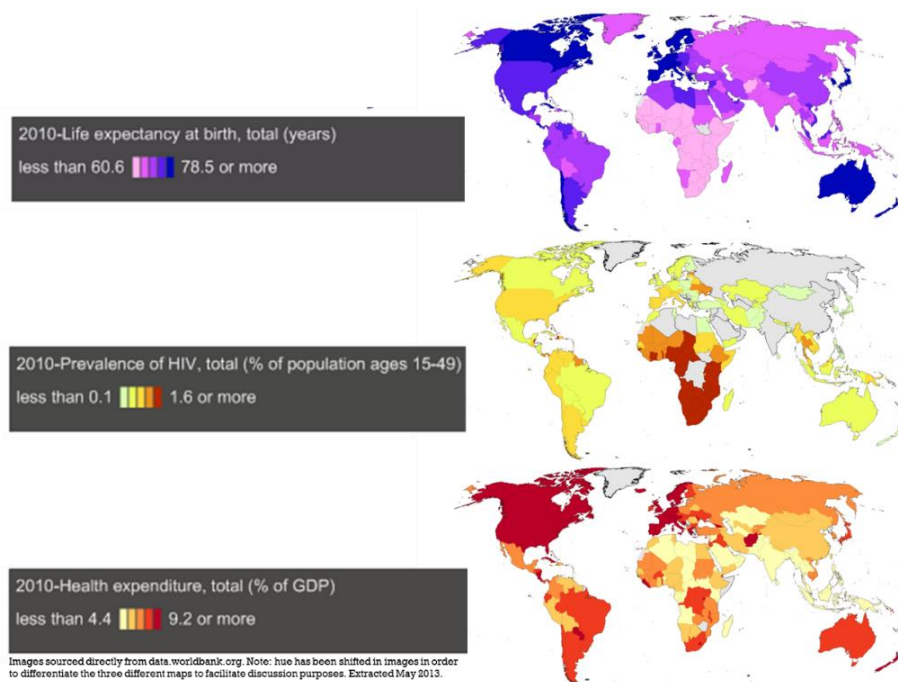 2010-Life expectancy at birth, total (years)
less than 60.6 78.5 or more
2010-Prevalence of HIV, total (% of population ages 15-49)
less than 0.1 1.6 or more
2010-Health expenditure, total (% of GDP)
less than 4.4 9.2 or more
Images sourced directly from data.worldbank.org. Note: hue has been shifted in images in order
to differentiate the three different maps to facilitate discussion purposes. Extracted May 2013.